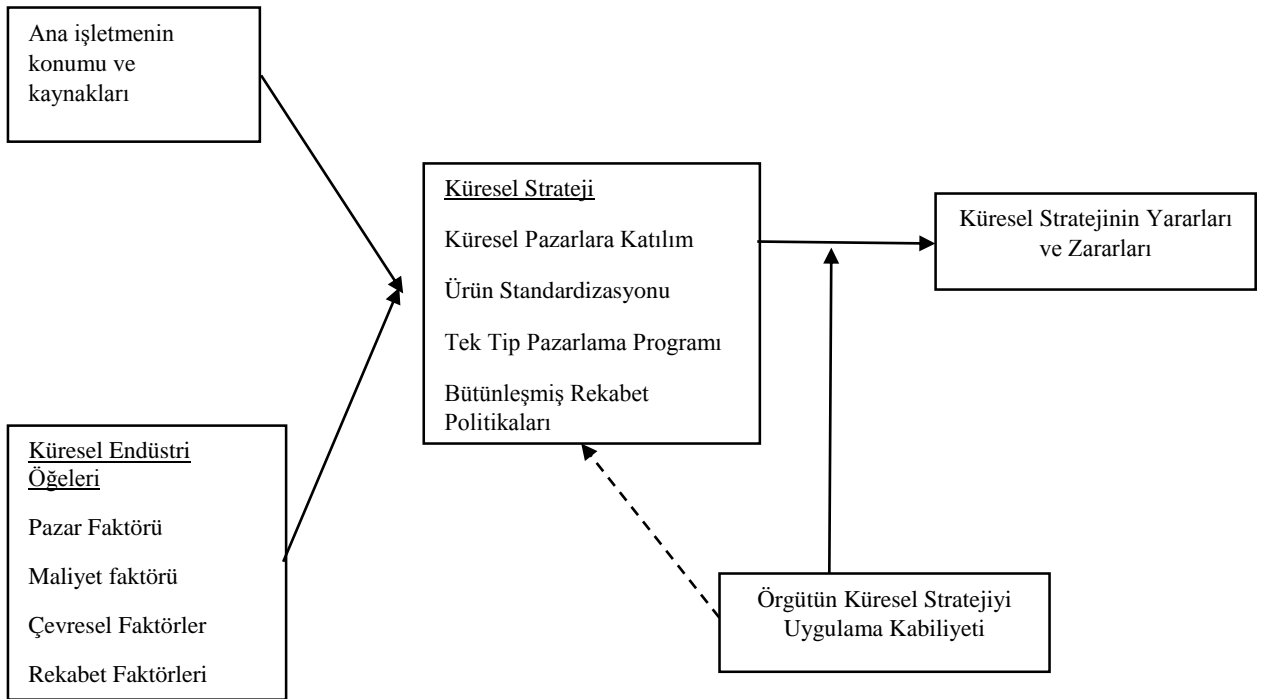 Ana işletmenin
konumu ve
kaynakları
Küresel Strateji
Küresel Pazarlara Katılım
Ürün Standardizasyonu
Tek Tip Pazarlama Programı
Bütünleşmiş Rekabet
Politikaları
Küresel Stratejinin Yararları
ve Zararları
Küresel Endüstri
Öğeleri
Pazar Faktörü
Maliyet faktörü
Çevresel Faktörler
Rekabet Faktörleri
Örgütün Küresel Stratejiyi
Uygulama Kabiliyeti